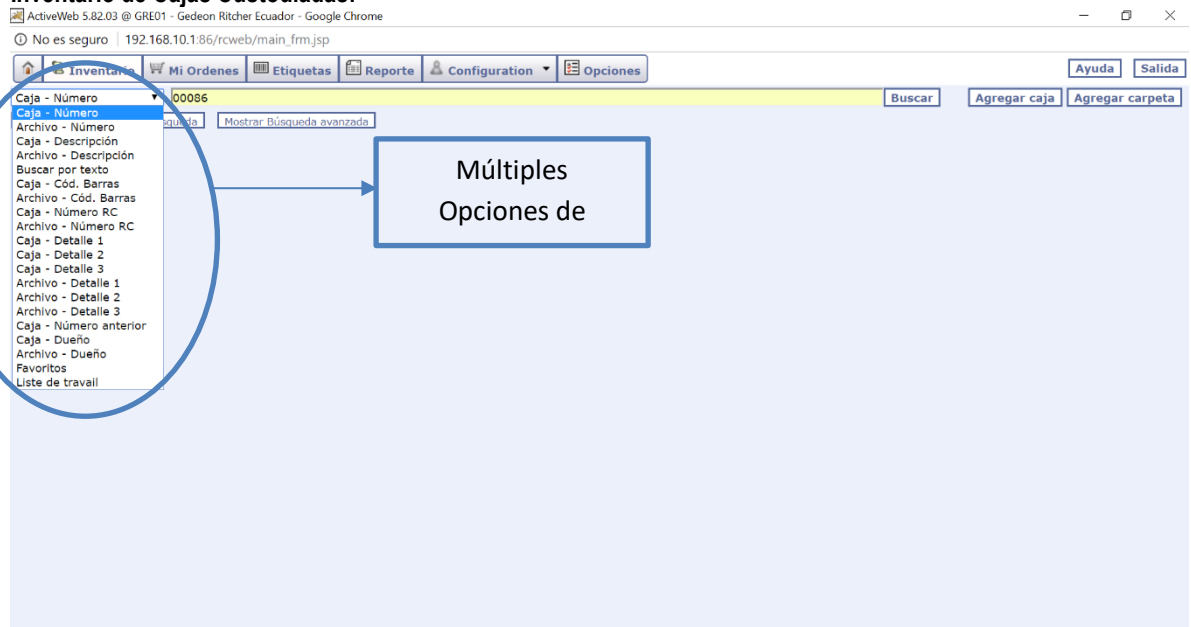 Inventario de Cajas Custodiadas.
ActiveWeb 5.82.03 @ GRE01 - Gedeon Ritcher Ecuador - Google Chrome
No es seguro | 192.168.10.1:86/rcweb/main_frm.jsp
Inventario Mi Ordenes Etiquetas Reporte Configuration Opciones Ayuda Salida
Caja - Número 00086 Buscar Agregar caja Agregar carpeta
Mostrar Búsqueda avanzada
Caja - Número
Archivo - Número
Caja - Descripción
Archivo - Descripción
Buscar por texto
Caja - Cód. Barras
Archivo - Cód. Barras
Caja - Número RC
Archivo - Número RC
Caja - Detalle 1
Caja - Detalle 2
Caja - Detalle 3
Archivo - Detalle 1
Archivo - Detalle 2
Archivo - Detalle 3
Caja - Número anterior
Caja - Dueño
Archivo - Dueño
Favoritos
Liste de travail
Múltiples
Opciones de